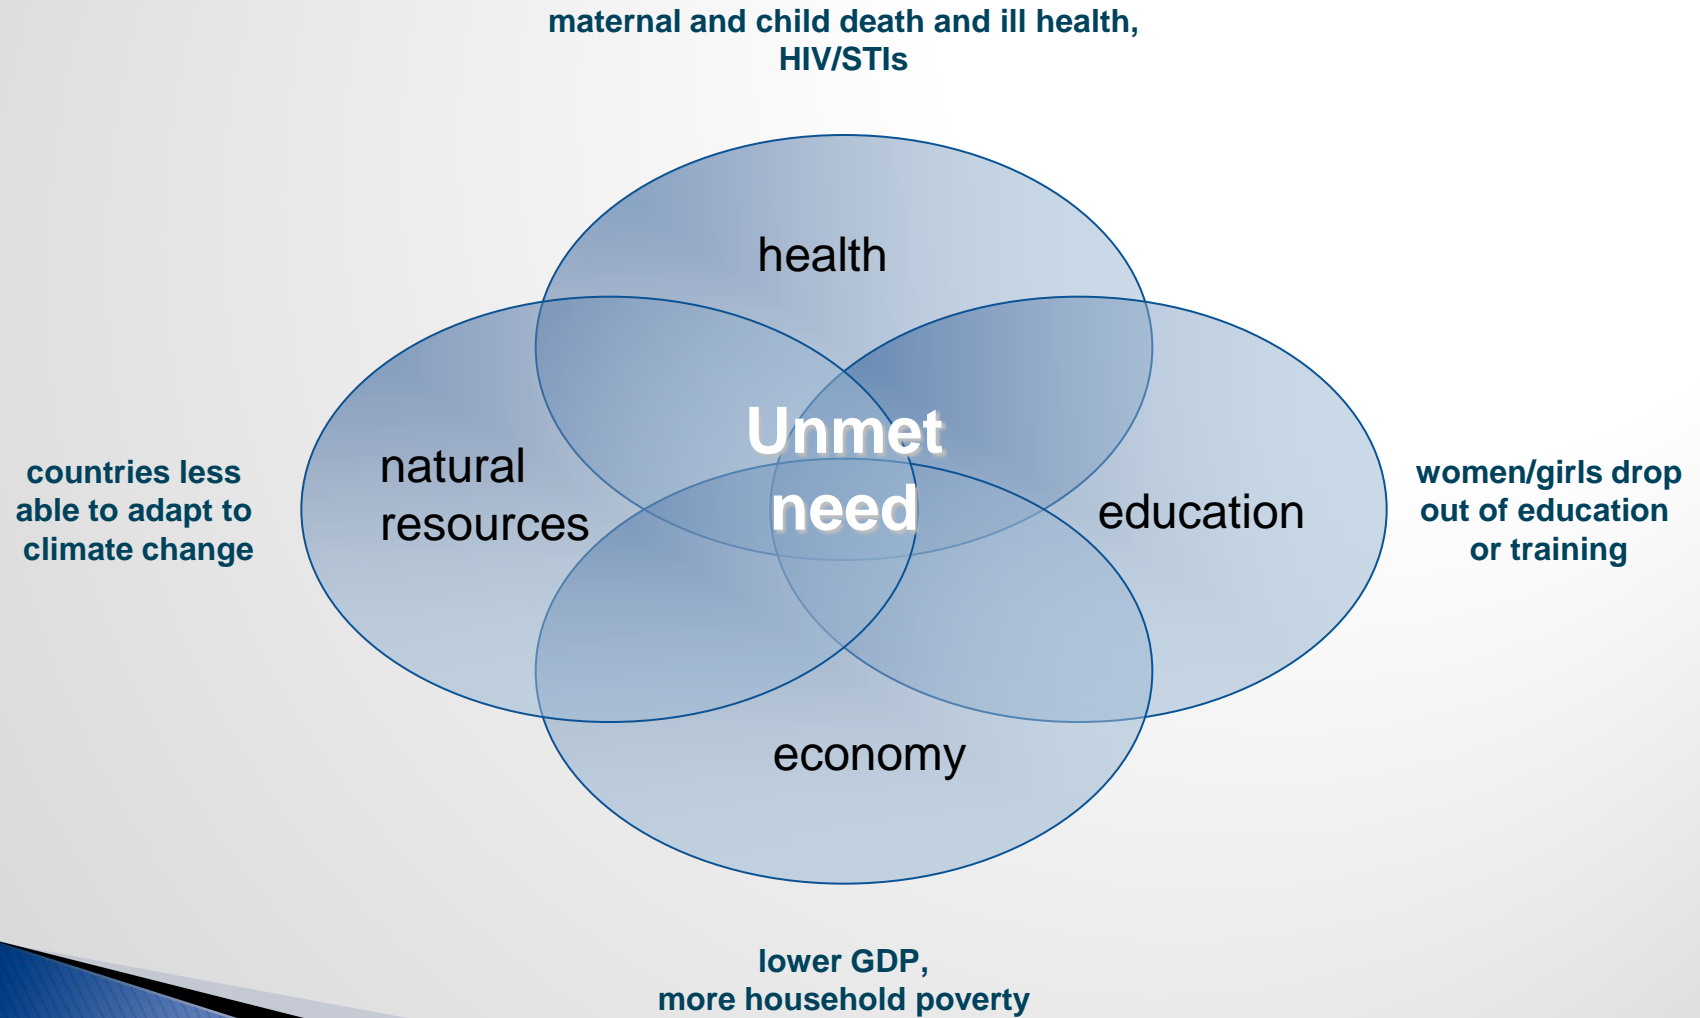 maternal and child death and ill health,
HIV/STIs
health
Unmet
need
natural
resources
education
countries less
able to adapt to
climate change
women/girls drop
out of education
or training
economy
lower GDP,
more household poverty